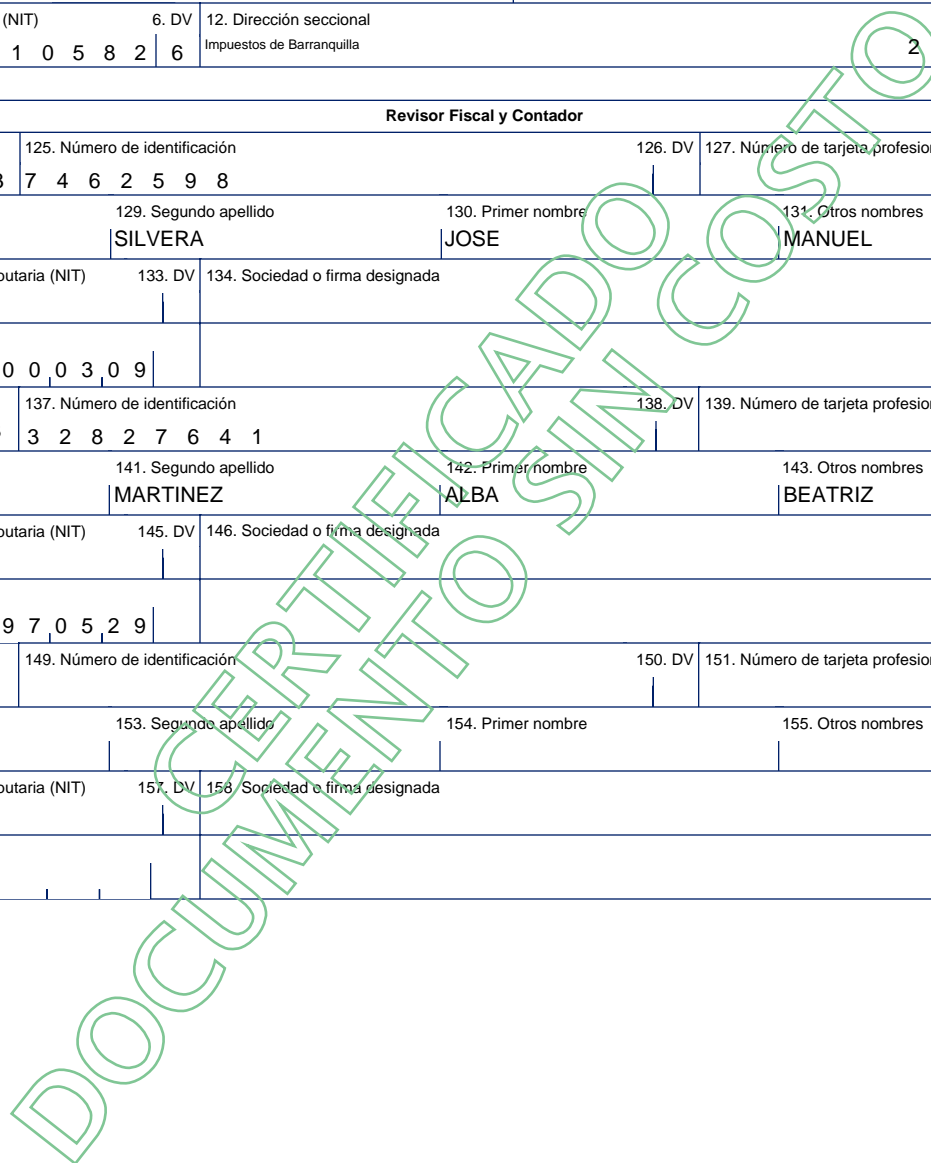 (NIT) 6. DV 12. Dirección seccional
1 0 5 8 2 6 Impuestos de Barranquilla 2
Revisor Fiscal y Contador
125. Número de identificación 126. DV 127. Número de tarjeta profesion
7 4 6 2 5 9 8
129. Segundo apellido 130. Primer nombre 131. Otros nombres
SILVERA JOSE MANUEL
butaria (NIT) 133. DV 134. Sociedad o firma designada
0 0 0 3 0 9
137. Número de identificación 138. DV 139. Número de tarjeta profesion
3 2 8 2 7 6 4 1
141. Segundo apellido 142. Primer nombre 143. Otros nombres
MARTINEZ ALBA BEATRIZ
butaria (NIT) 145. DV 146. Sociedad o firma designada
9 7 0 5 2 9
149. Número de identificación 150. DV 151. Número de tarjeta profesion
153. Segundo apellido 154. Primer nombre 155. Otros nombres
butaria (NIT) 157. DV 158. Sociedad o firma designada
CERTIFICADO
DOCUMENTO SIN COSTO